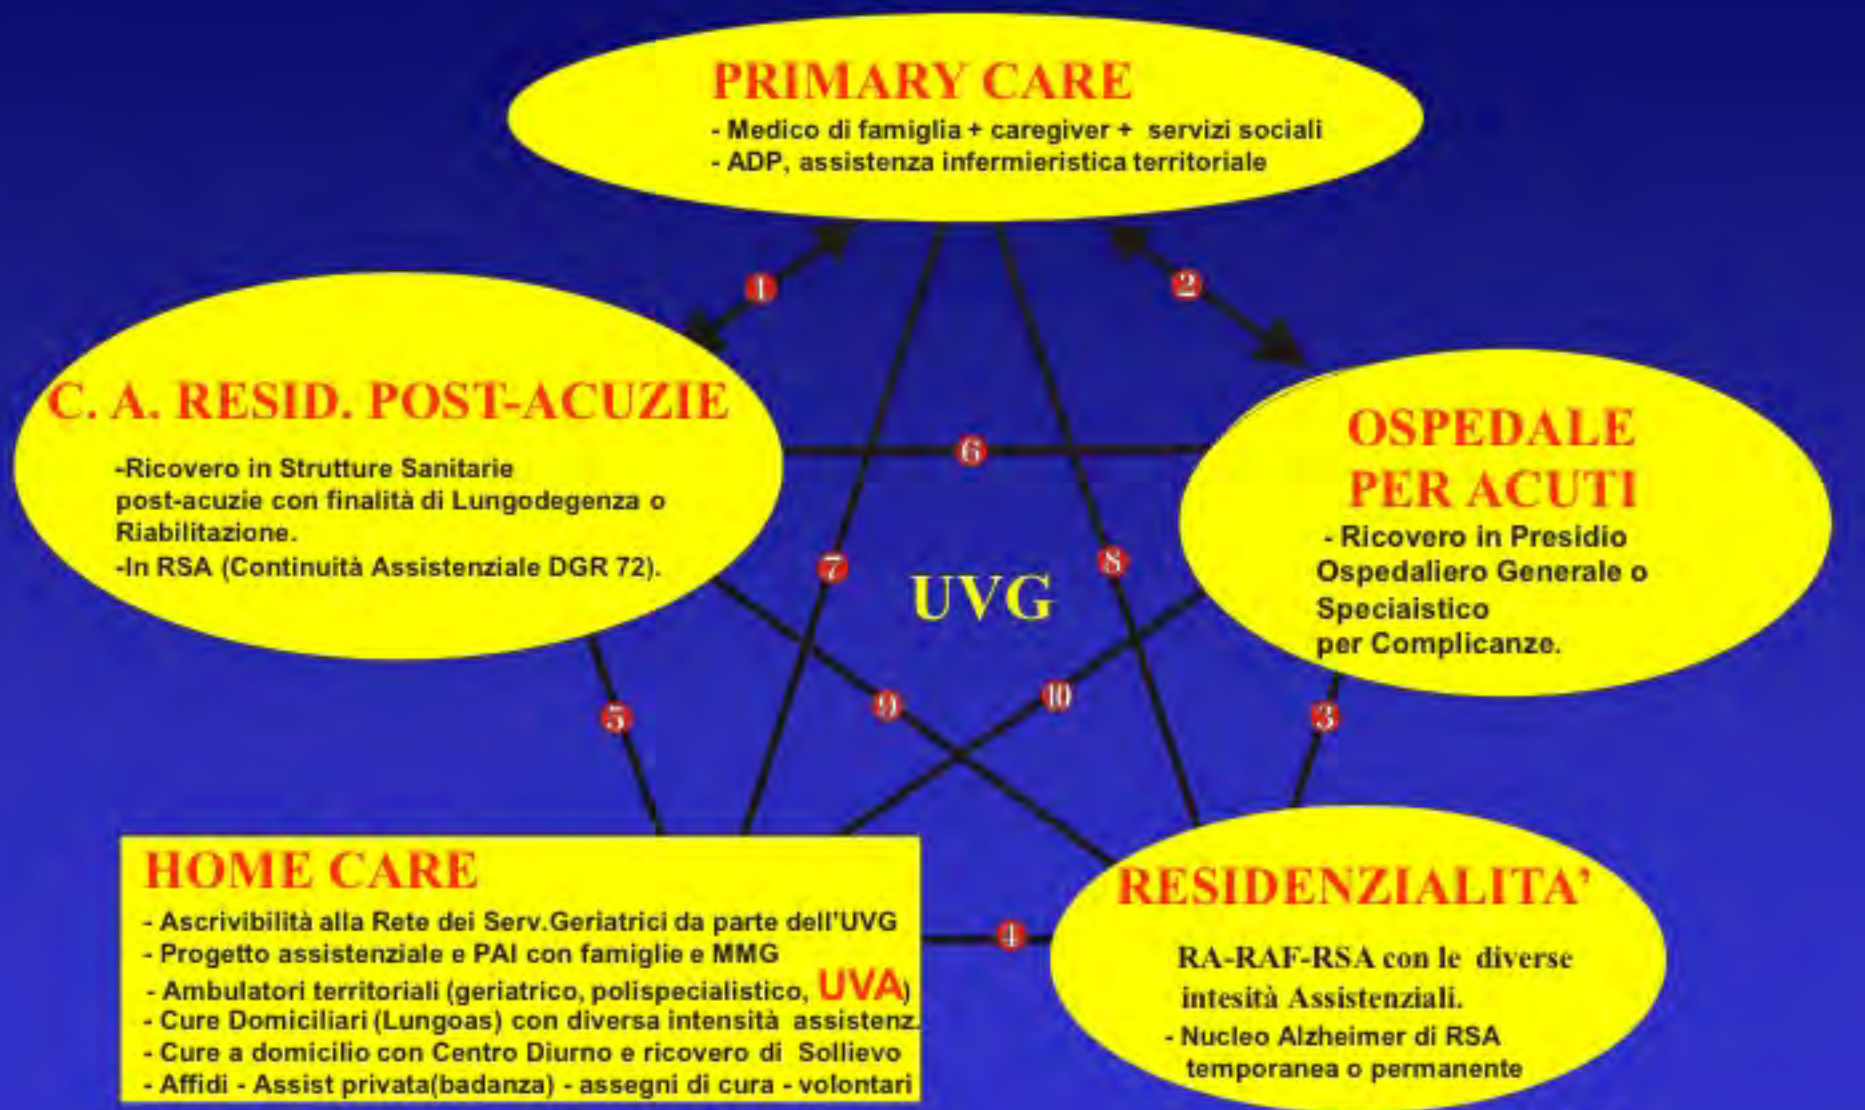 PRIMARY CARE
- Medico di famiglia + caregiver + servizi sociali
- ADP, assistenza infermieristica territoriale
1
2
C. A. RESID. POST-ACUZIE
-Ricovero in Strutture Sanitarie
post-acuzie con finalità di Lungodegenza o
Riabilitazione.
-In RSA (Continuità Assistenziale DGR 72).
6
OSPEDALE
PER ACUTI
- Ricovero in Presidio
Ospedaliero Generale o
Speciaistico
per Complicanze.
7
8
UVG
5
9
10
3
HOME CARE
- Ascrivibilità alla Rete dei Serv.Geriatrici da parte dell'UVG
- Progetto assistenziale e PAI con famiglie e MMG
- Ambulatori territoriali (geriatrico, polispecialistico, UVA)
- Cure Domiciliari (Lungoas) con diversa intensità assistenz.
- Cure a domicilio con Centro Diurno e ricovero di Sollievo
- Affidi - Assist privata(badanza) - assegni di cura - volontari
4
RESIDENZIALITA'
RA-RAF-RSA con le diverse
intesità Assistenziali.
- Nucleo Alzheimer di RSA
temporanea o permanente